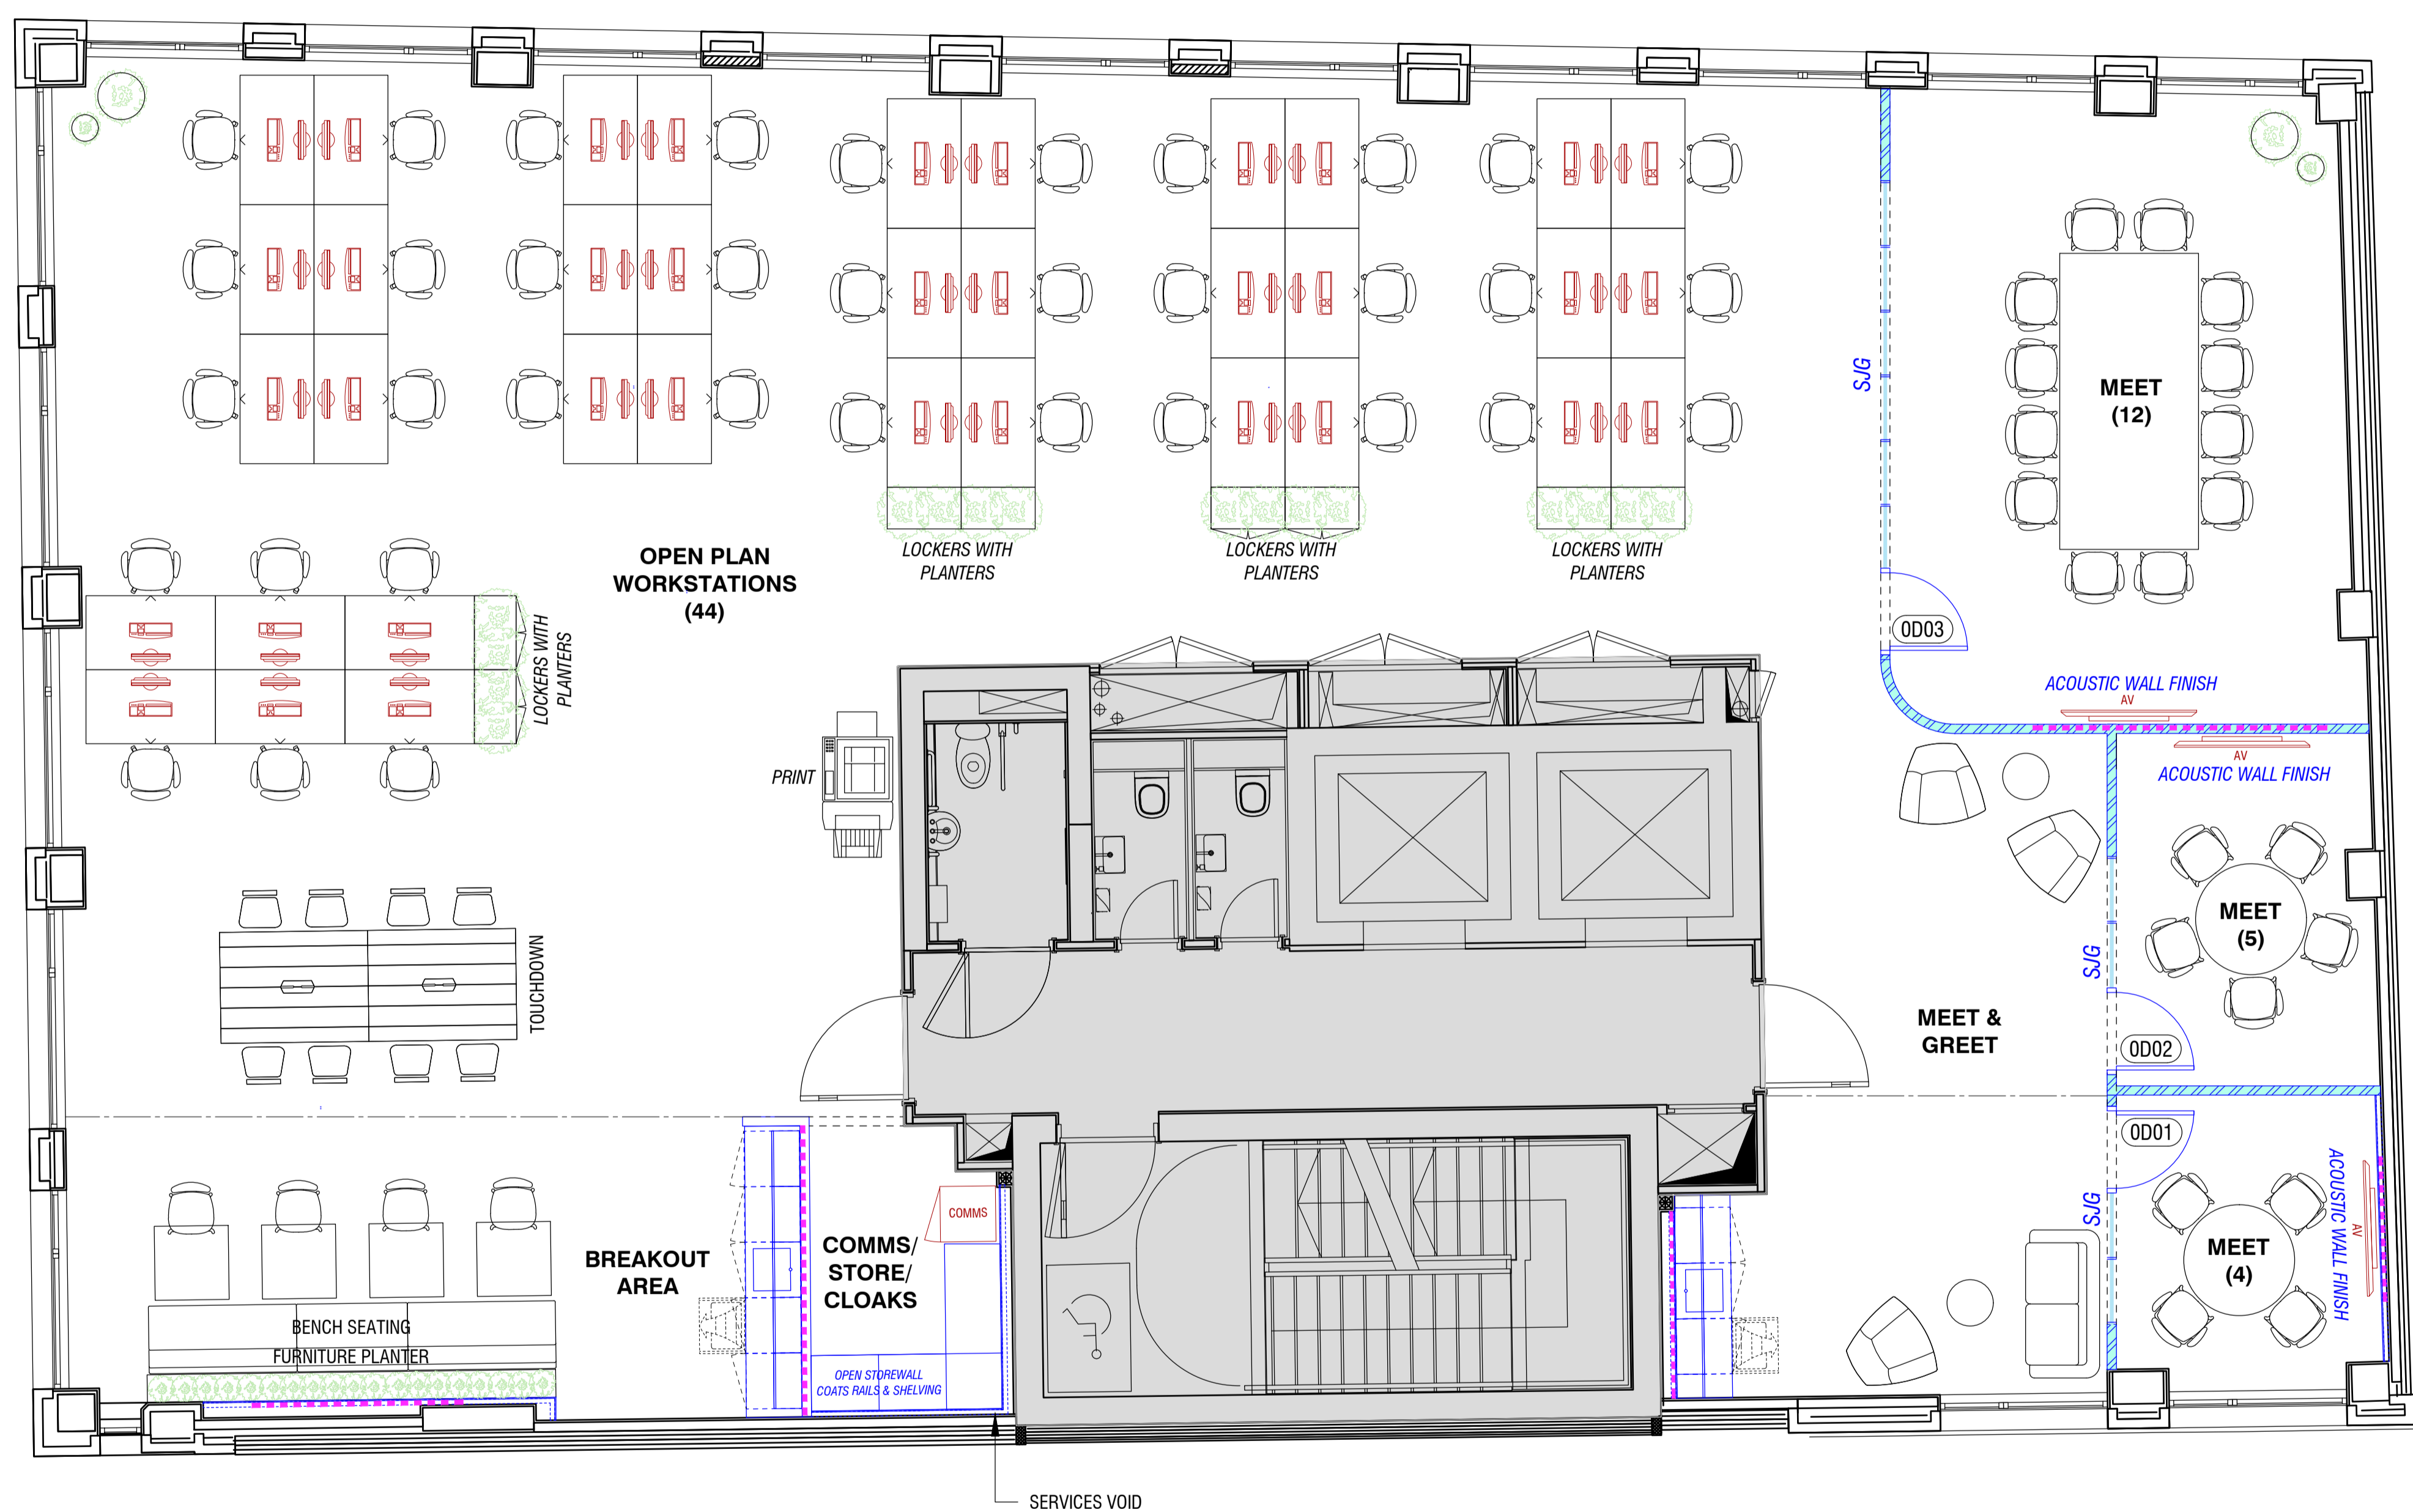 MEET
(12)
SJG
OPEN PLAN
WORKSTATIONS
(44)
LOCKERS WITH
PLANTERS
LOCKERS WITH
PLANTERS
LOCKERS WITH
PLANTERS
LOCKERS WITH
PLANTERS
0D03
ACOUSTIC WALL FINISH
AV
AV
ACOUSTIC WALL FINISH
PRINT
MEET
(5)
SJG
TOUCHDOWN
MEET &
GREET
0D02
0D01
COMMS
SJG
ACOUSTIC WALL FINISH
AV
BREAKOUT
AREA
COMMS/
STORE/
CLOAKS
MEET
(4)
BENCH SEATING
FURNITURE PLANTER
OPEN STOREWALL
COATS RAILS & SHELVING
SERVICES VOID